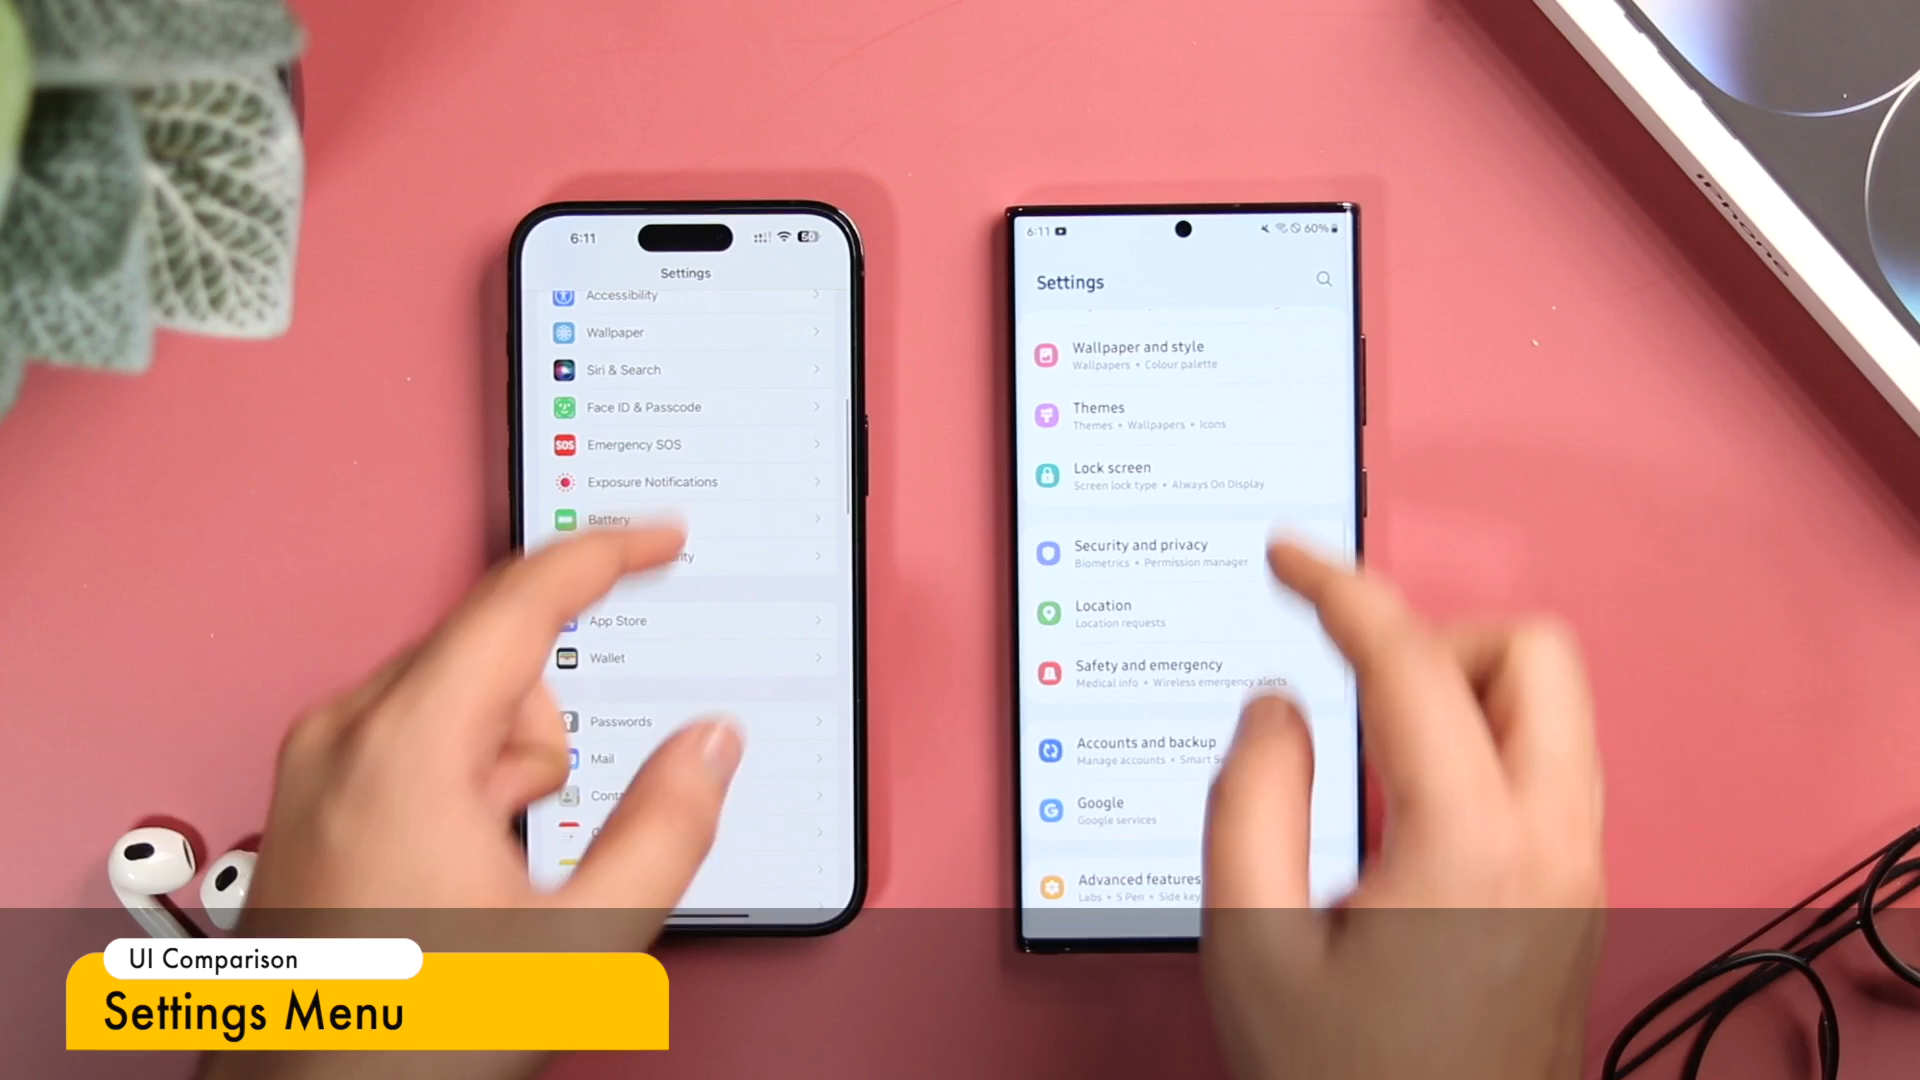 iPhone
6:11
50
Settings
Accessibility
Wallpaper
Siri & Search
Face ID & Passcode
SOS
Emergency SOS
Exposure Notifications
Battery
App Store
Wallet
Passwords
Mail
6:11
60%
Settings
Wallpaper and style
Wallpapers • Colour palette
Themes
Themes • Wallpapers • Icons
Lock screen
Screen lock type • Always On Display
Security and privacy
Biometrics • Permission manager
Location
Location requests
Safety and emergency
Medical info • Wireless emergency alerts
Accounts and backup
Manage accounts • Smart
G
Google
Google services
Advanced features
Labs • S Pen • Side key
UI Comparison
Settings Menu